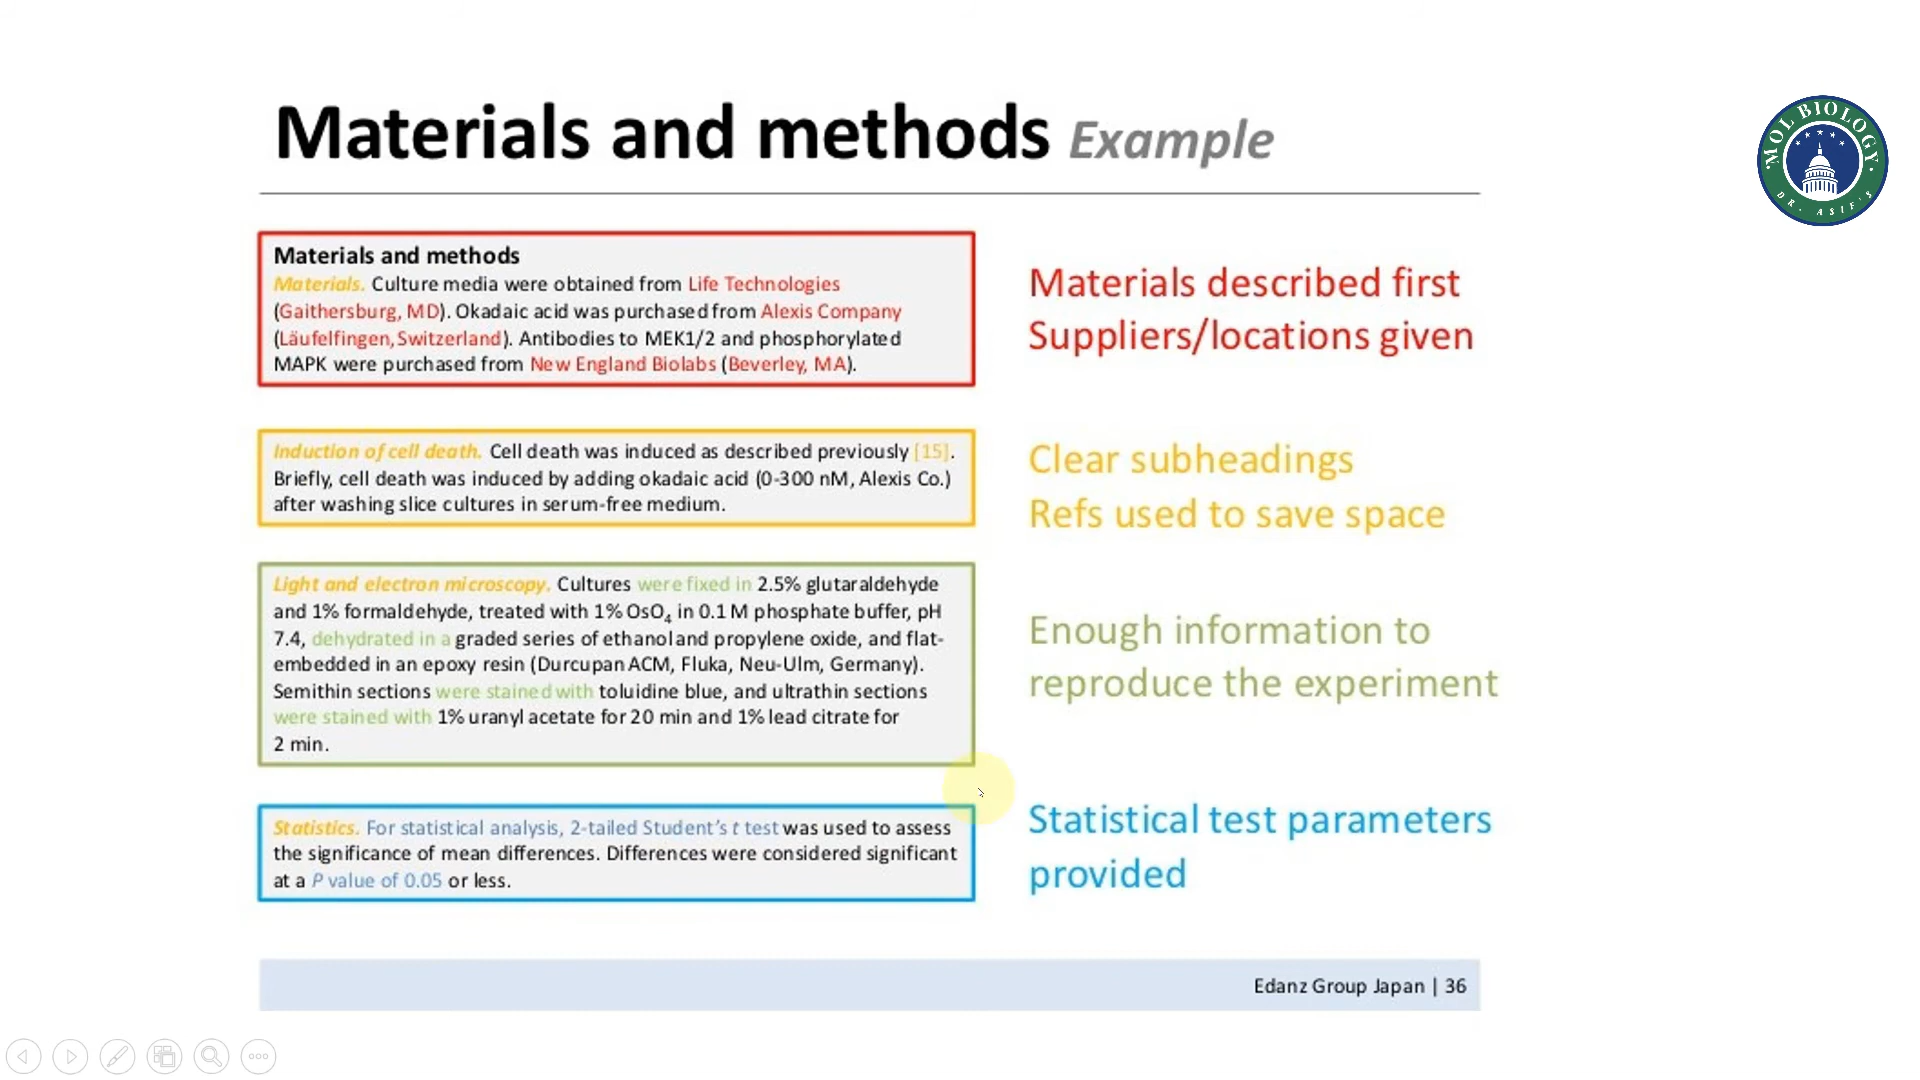 Materials and methods Example
MOL BIOLOGY
DR. ASIF'S
Materials and methods
Materials. Culture media were obtained from Life Technologies
(Gaithersburg, MD). Okadaic acid was purchased from Alexis Company
(Läufelfingen, Switzerland). Antibodies to MEK1/2 and phosphorylated
MAPK were purchased from New England Biolabs (Beverley, MA).
Materials described first
Suppliers/locations given
Induction of cell death. Cell death was induced as described previously [15].
Briefly, cell death was induced by adding okadaic acid (0-300 nM, Alexis Co.)
after washing slice cultures in serum-free medium.
Clear subheadings
Refs used to save space
Light and electron microscopy. Cultures were fixed in 2.5% glutaraldehyde
and 1% formaldehyde, treated with 1% OsO₄ in 0.1 M phosphate buffer, pH
7.4, dehydrated in a graded series of ethanol and propylene oxide, and flat-
embedded in an epoxy resin (Durcupan ACM, Fluka, Neu-Ulm, Germany).
Semithin sections were stained with toluidine blue, and ultrathin sections
were stained with 1% uranyl acetate for 20 min and 1% lead citrate for
2 min.
Enough information to
reproduce the experiment
Statistics. For statistical analysis, 2-tailed Student's t test was used to assess
the significance of mean differences. Differences were considered significant
at a P value of 0.05 or less.
Statistical test parameters
provided
Edanz Group Japan | 36